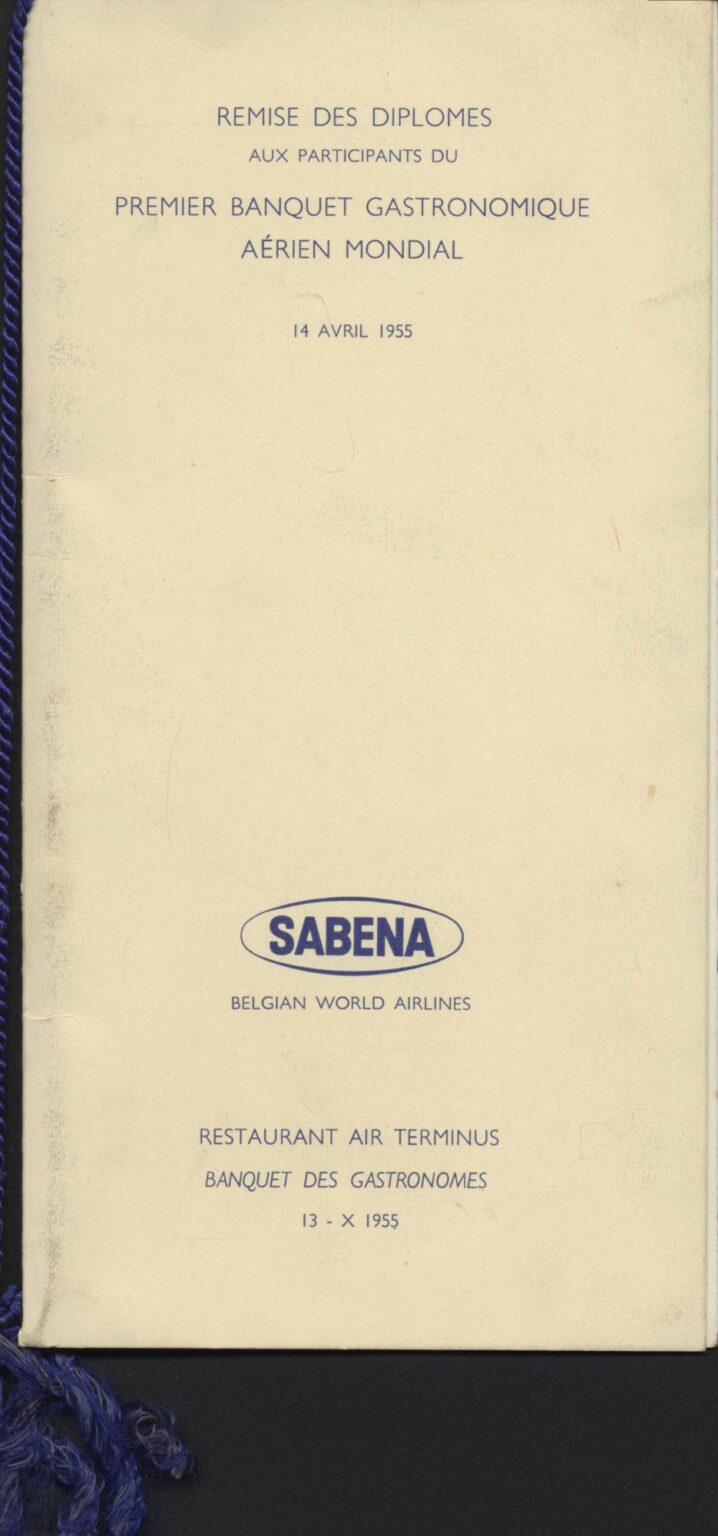 REMISE DES DIPLOMES
AUX PARTICIPANTS DU
PREMIER BANQUET GASTRONOMIQUE
AÉRIEN MONDIAL
14 AVRIL 1955
SABENA
BELGIAN WORLD AIRLINES
RESTAURANT AIR TERMINUS
BANQUET DES GASTRONOMES
13 - X 1955